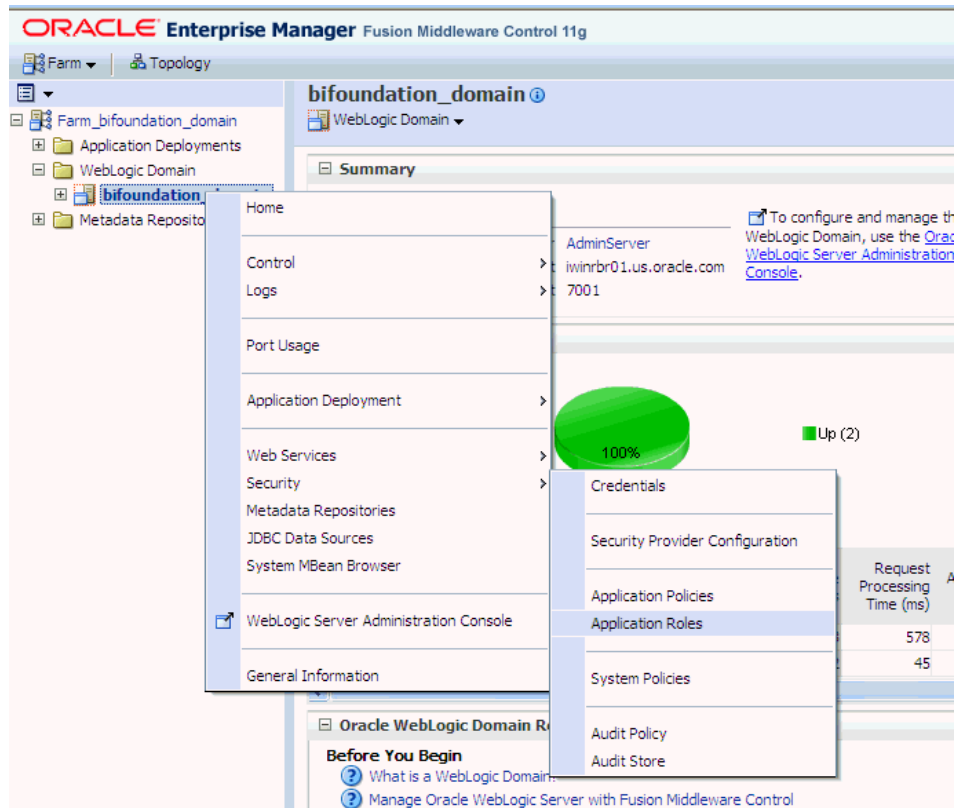 ORACLE Enterprise Manager Fusion Middleware Control 11g
Farm
Topology
Farm_bifoundation_domain
Application Deployments
WebLogic Domain
bifoundation_
Metadata Reposito
bifoundation_domain
WebLogic Domain
Summary
AdminServer
iwinrbr01.us.oracle.com
7001
To configure and manage th
WebLogic Domain, use the Orac
WebLogic Server Administration
Console.
Home
Control
Logs
Port Usage
Application Deployment
Web Services
Security
Metadata Repositories
JDBC Data Sources
System MBean Browser
WebLogic Server Administration Console
General Information
100%
Up (2)
Credentials
Security Provider Configuration
Application Policies
Application Roles
System Policies
Audit Policy
Audit Store
Request
Processing
Time (ms)
A
578
45
Oracle WebLogic Domain Re
Before You Begin
What is a WebLogic Domain?
Manage Oracle WebLogic Server with Fusion Middleware Control